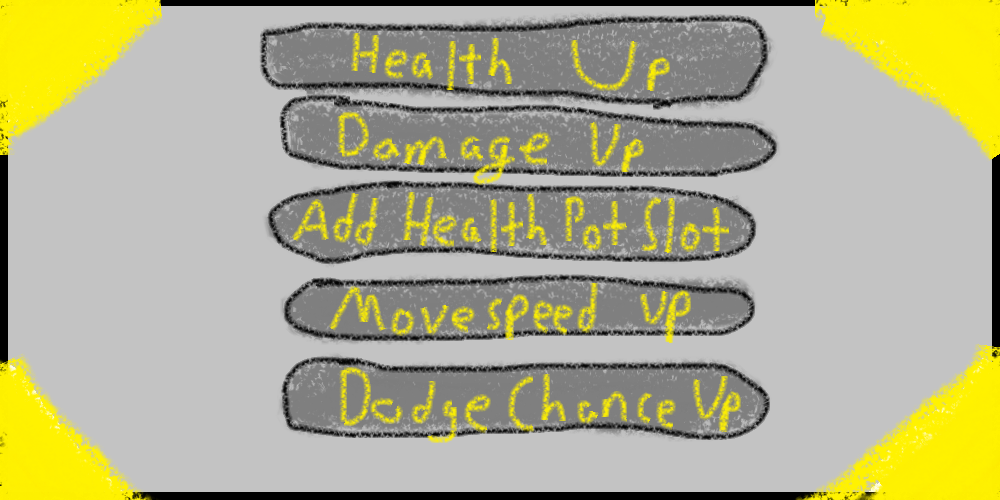 Health Up
Damage Up
Add Health Pot Slot
Movespeed UP
Dodge Chance Up